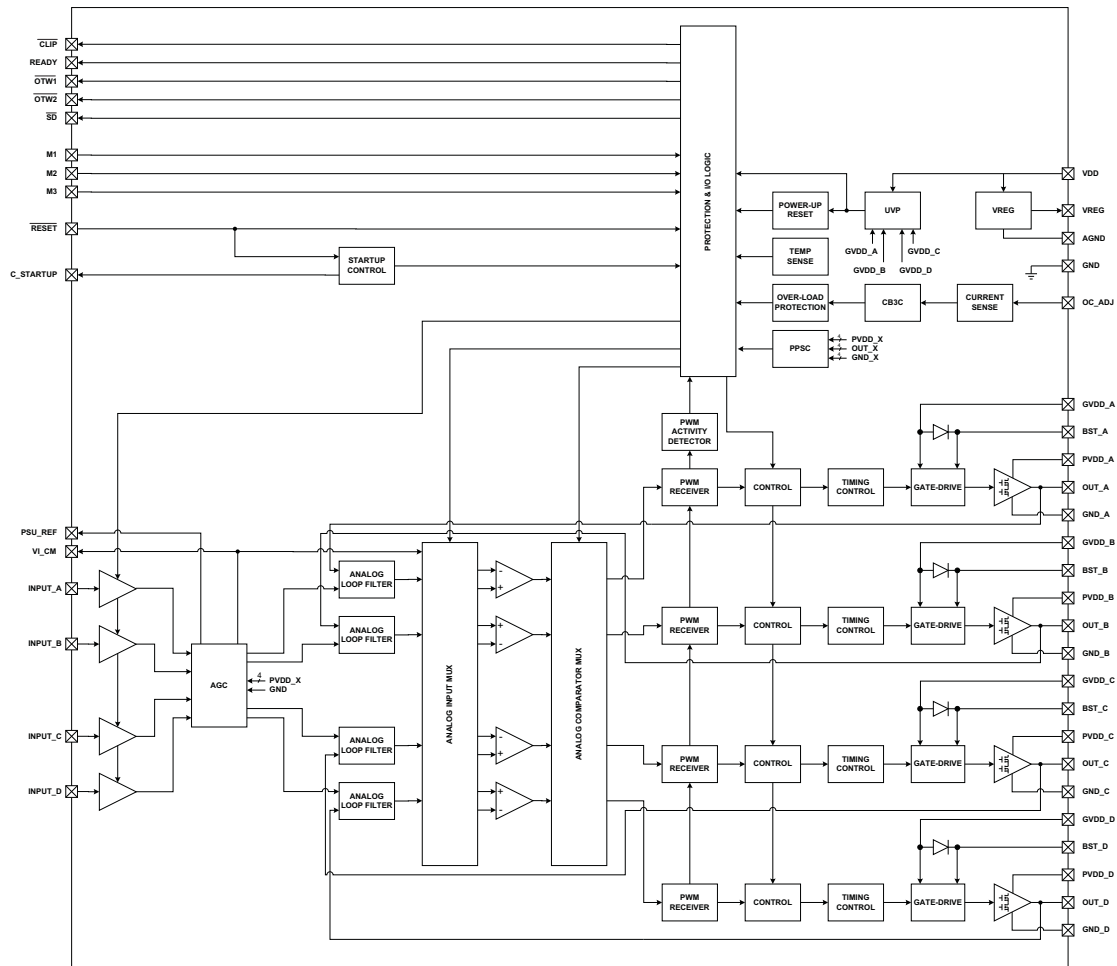 CLIP
READY
OTW1
OTW2
SD
M1
M2
M3
RESET
C_STARTUP
STARTUP
CONTROL
PROTECTION & I/O LOGIC
POWER-UP
RESET
UVP
VREG
GVDD_A
GVDD_C
GVDD_B
GVDD_D
TEMP
SENSE
OVER-LOAD
PROTECTION
CB3C
CURRENT
SENSE
PPSC
4
PVDD_X
4
OUT_X
4
GND_X
VDD
VREG
AGND
GND
OC_ADJ
PWM
ACTIVITY
DETECTOR
GVDD_A
BST_A
PVDD_A
OUT_A
GND_A
PWM
RECEIVER
CONTROL
TIMING
CONTROL
GATE-DRIVE
PSU_REF
VI_CM
INPUT_A
INPUT_B
INPUT_C
INPUT_D
AGC
4
PVDD_X
GND
ANALOG
LOOP FILTER
ANALOG
LOOP FILTER
ANALOG
LOOP FILTER
ANALOG
LOOP FILTER
ANALOG INPUT MUX
-
+
+
-
-
+
+
-
ANALOG COMPARATOR MUX
GVDD_B
BST_B
PVDD_B
OUT_B
GND_B
PWM
RECEIVER
CONTROL
TIMING
CONTROL
GATE-DRIVE
GVDD_C
BST_C
PVDD_C
OUT_C
GND_C
PWM
RECEIVER
CONTROL
TIMING
CONTROL
GATE-DRIVE
GVDD_D
BST_D
PVDD_D
OUT_D
GND_D
PWM
RECEIVER
CONTROL
TIMING
CONTROL
GATE-DRIVE